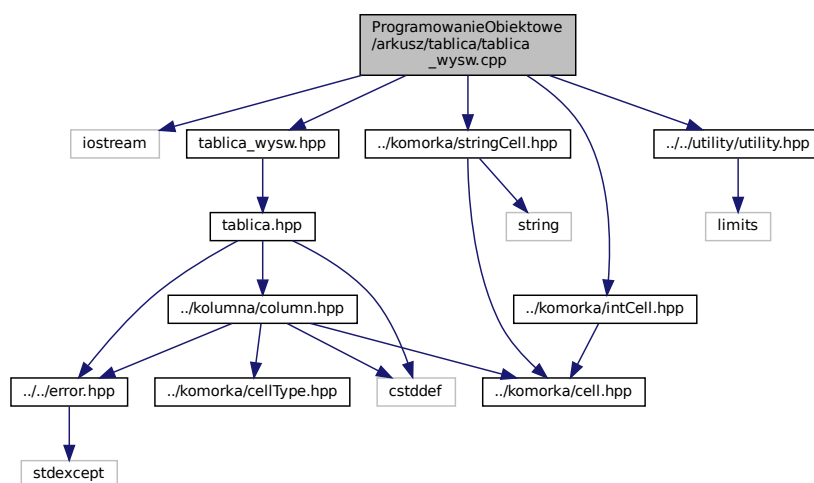 ProgramowanieObiektowe
/arkusz/tablica/tablica
_wysw.cpp
iostream
tablica_wysw.hpp
../komorka/stringCell.hpp
../../utility/utility.hpp
tablica.hpp
string
limits
../kolumna/column.hpp
../komorka/intCell.hpp
../../error.hpp
../komorka/cellType.hpp
cstddef
../komorka/cell.hpp
stdexcept